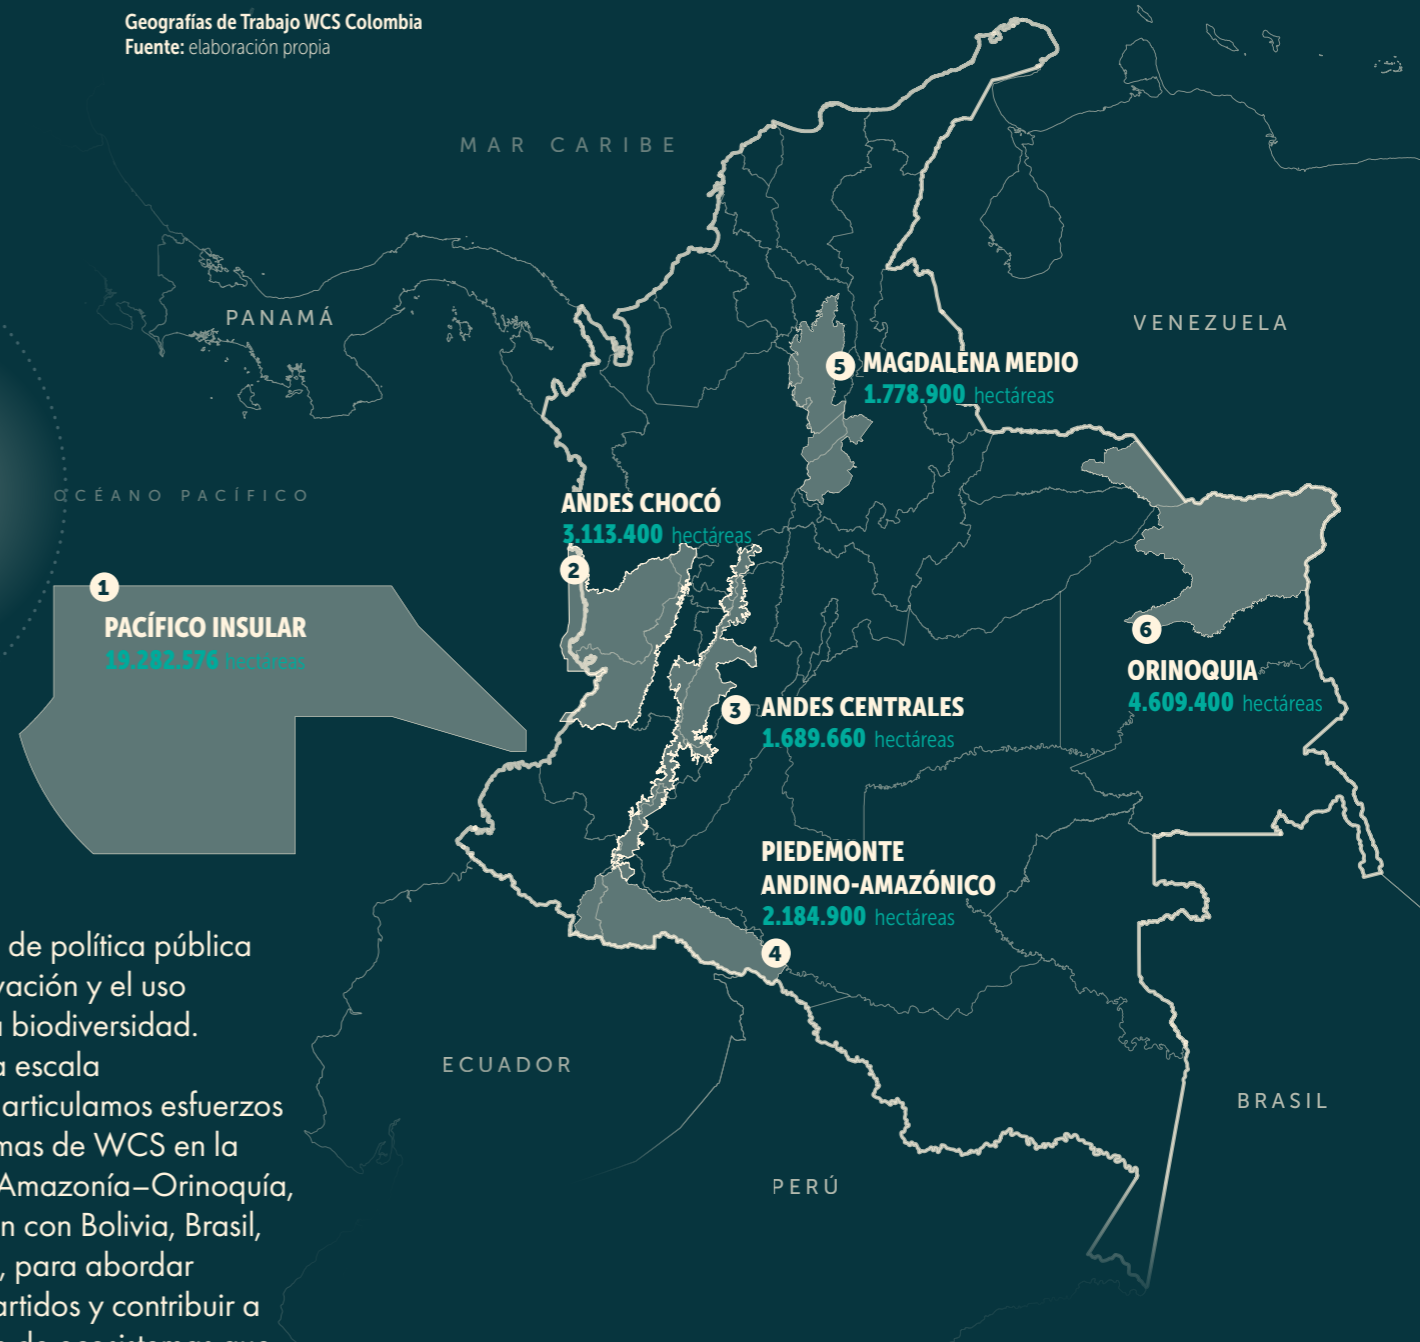 Geografías de Trabajo WCS Colombia
Fuente: elaboración propia
MAR CARIBE
PANAMÁ
VENEZUELA
5 MAGDALENA MEDIO
1.778.900 hectáreas
OCÉANO PACÍFICO
ANDES CHOCÓ
3.113.400 hectáreas
2
1
PACÍFICO INSULAR
19.282.576 hectáreas
6
ORINOQUIA
4.609.400 hectáreas
3 ANDES CENTRALES
1.689.660 hectáreas
PIEDEMONTE
ANDINO-AMAZÓNICO
2.184.900 hectáreas
4
de política pública
vación y el uso
a biodiversidad.
a escala
articulamos esfuerzos
mas de WCS en la
Amazonía–Orinoquía,
n con Bolivia, Brasil,
, para abordar
artidos y contribuir a
de ecosistemas que
ECUADOR
BRASIL
PERÚ